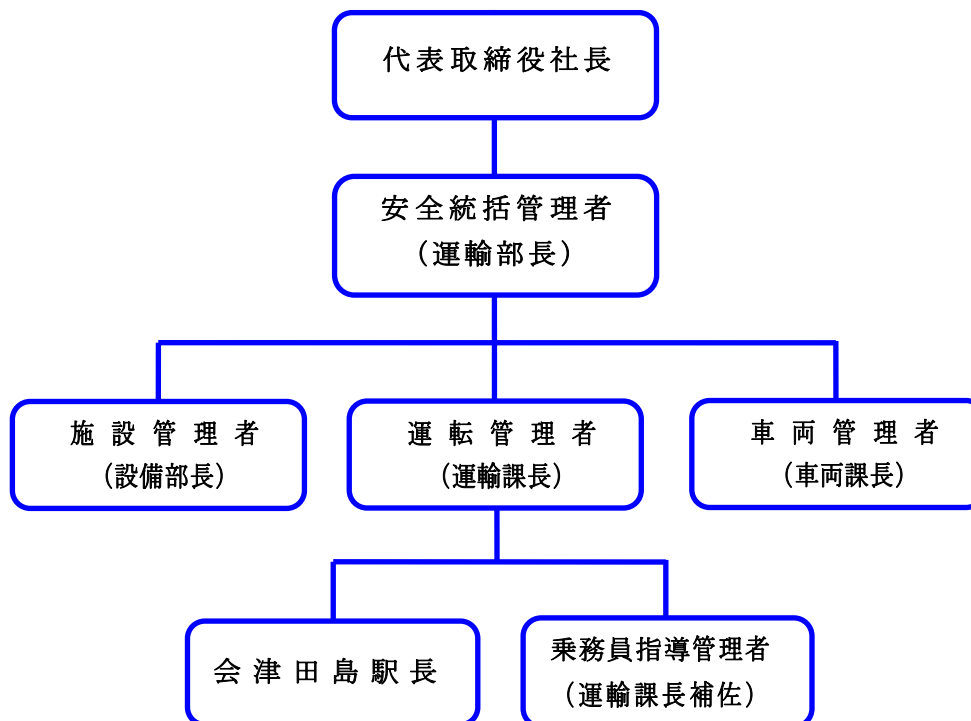 代表取締役社長
安全統括管理者
（運輸部長）
施設管理者
（設備部長）
運転管理者
（運輸課長）
車両管理者
（車両課長）
会津田島駅長
乗務員指導管理者
（運輸課長補佐）